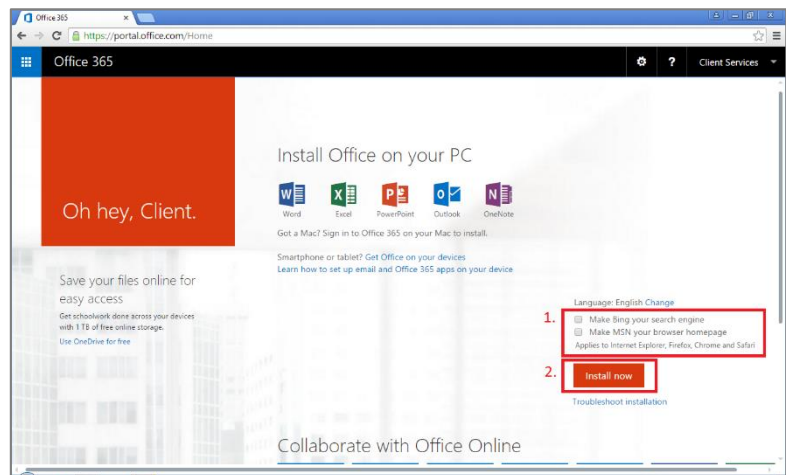 Office 365
https://portal.office.com/Home
Office 365
?
Client Services
Oh hey, Client.
Install Office on your PC
Word Excel PowerPoint Outlook OneNote
Got a Mac? Sign in to Office 365 on your Mac to install.
Smartphone or tablet? Get Office on your devices
Learn how to set up email and Office 365 apps on your device
Save your files online for
easy access
Get schoolwork done across your devices
with 1 TB of free online storage.
Use OneDrive for free
Language: English Change
1.
Make Bing your search engine
Make MSN your browser homepage
Applies to Internet Explorer, Firefox, Chrome and Safari
2.
Install now
Troubleshoot installation
Collaborate with Office Online